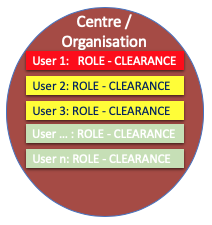 Centre /
Organisation
User 1: ROLE - CLEARANCE
User 2: ROLE - CLEARANCE
User 3: ROLE - CLEARANCE
User ... : ROLE - CLEARANCE
User n: ROLE - CLEARANCE